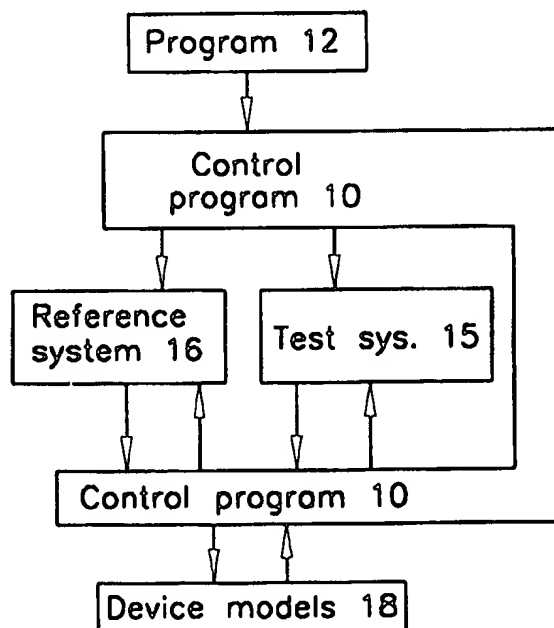 Program 12
Control
program 10
Reference
system 16
Test sys. 15
Control program 10
Device models 18